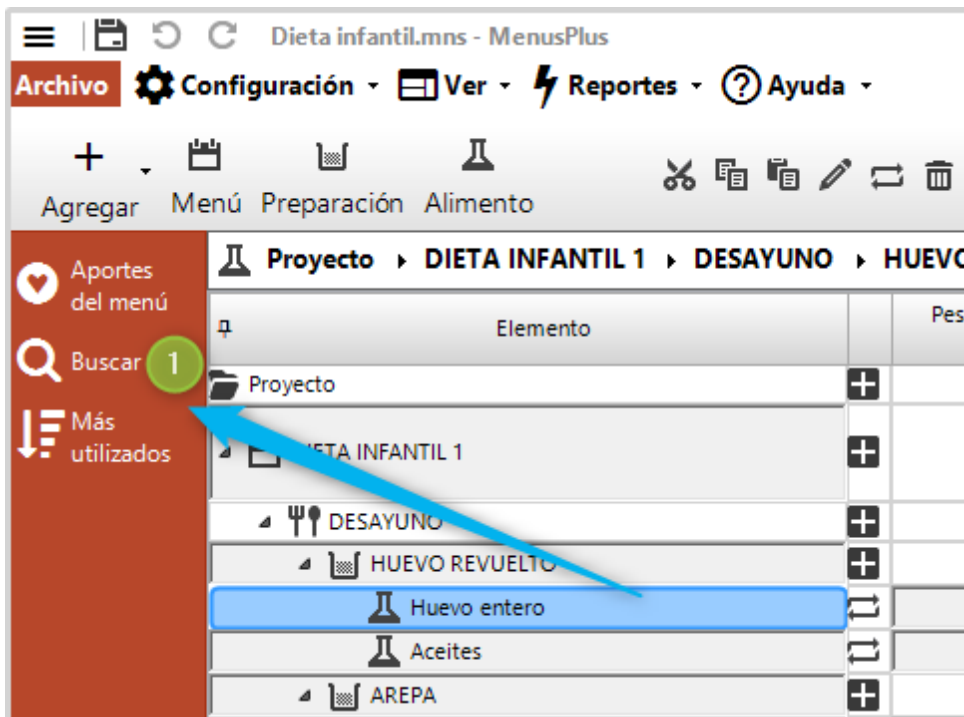 Dieta infantil.mns - MenusPlus
Archivo Configuración Ver Reportes Ayuda
Agregar Menú Preparación Alimento
Aportes
del menú
Buscar 1
Más
utilizados
Proyecto DIETA INFANTIL 1 DESAYUNO HUEVO
Elemento Pes
Proyecto
DIETA INFANTIL 1
DESAYUNO
HUEVO REVUELTO
Huevo entero
Aceites
AREPA